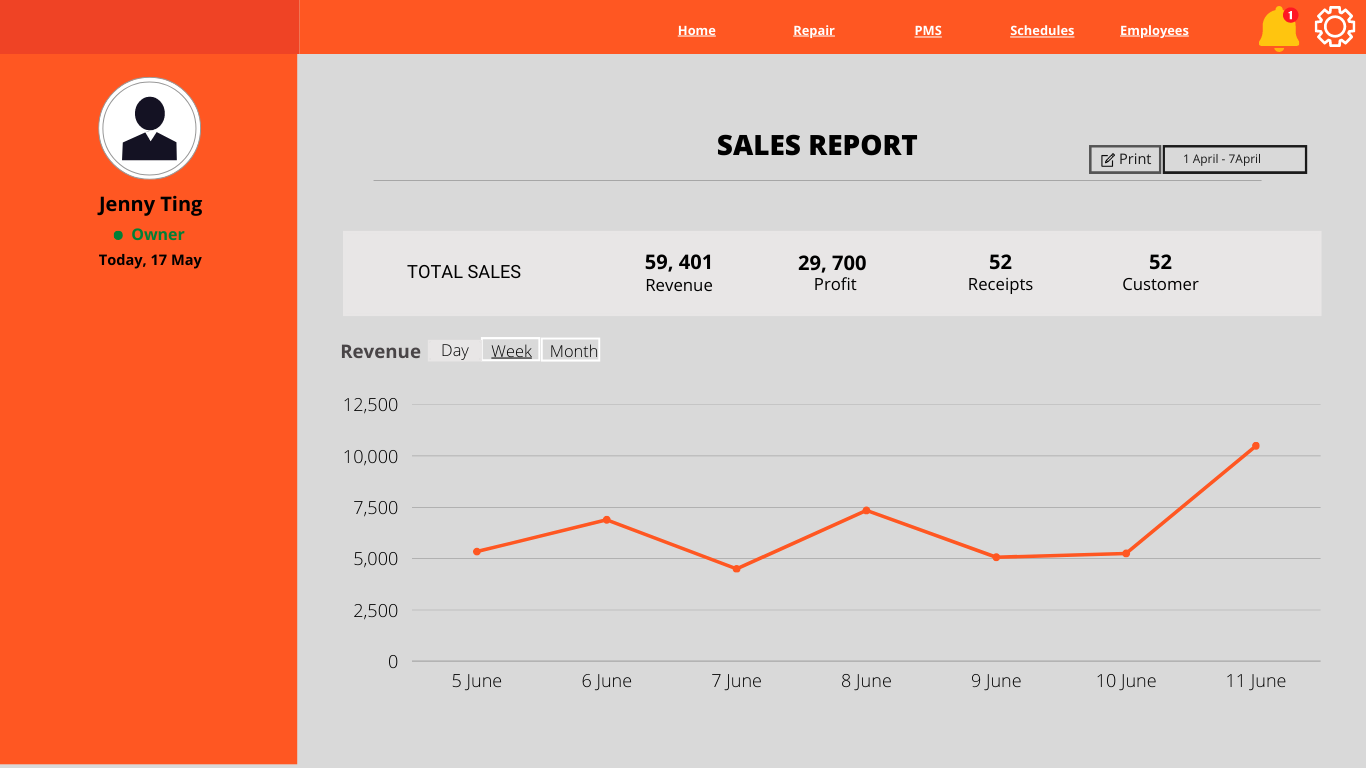 Home Repair PMS Schedules Employees 1
Jenny Ting
Owner
Today, 17 May
SALES REPORT
Print 1 April - 7April
TOTAL SALES
59, 401 29, 700 52 52
Revenue Profit Receipts Customer
Revenue Day Week Month
12,500
10,000
7,500
5,000
2,500
0
5 June 6 June 7 June 8 June 9 June 10 June 11 June